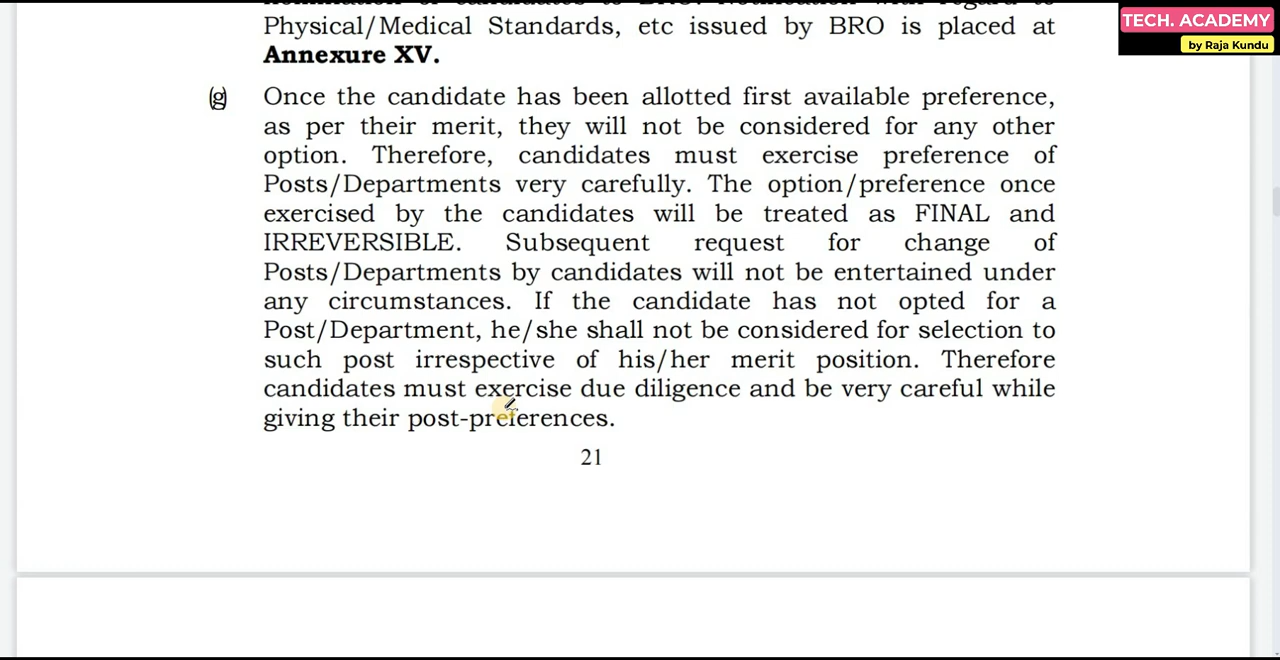 Physical/Medical Standards, etc issued by BRO is placed at
Annexure XV.
(g) Once the candidate has been allotted first available preference,
as per their merit, they will not be considered for any other
option. Therefore, candidates must exercise preference of
Posts/Departments very carefully. The option/preference once
exercised by the candidates will be treated as FINAL and
IRREVERSIBLE. Subsequent request for change of
Posts/Departments by candidates will not be entertained under
any circumstances. If the candidate has not opted for a
Post/Department, he/she shall not be considered for selection to
such post irrespective of his/her merit position. Therefore
candidates must exercise due diligence and be very careful while
giving their post-preferences.
21
TECH. ACADEMY
by Raja Kundu